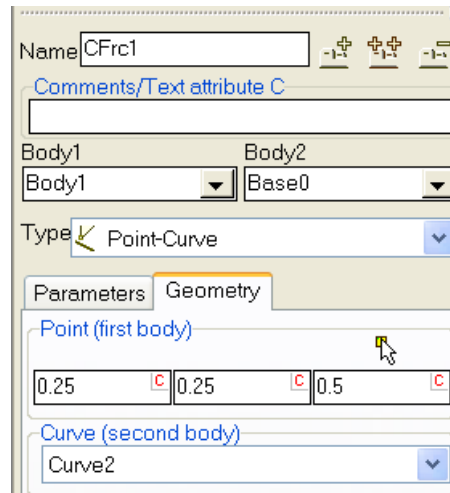 Name CFrc1
Comments/Text attribute C
Body1 Body2
Body1 Base0
Type Point-Curve
Parameters Geometry
Point (first body)
0.25 C 0.25 C 0.5 C
Curve (second body)
Curve2